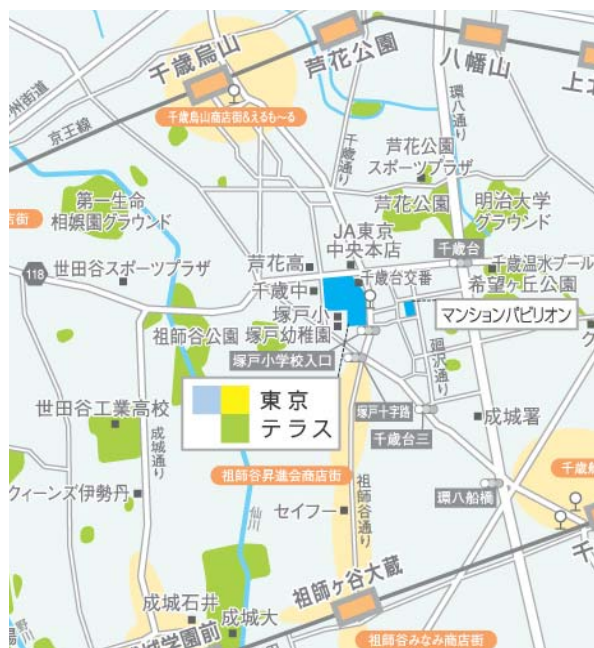 千歳烏山
芦花公園
八幡山
上北
州街道
京王線
千歳烏山商店街&えるも〜る
千歳通り
環八通り
芦花公園
スポーツプラザ
第一生命
相娯園グラウンド
芦花公園
明治大学
グラウンド
店街
JA東京
中央本店
千歳台
118
世田谷スポーツプラザ
芦花高
千歳台交番
千歳温水プール
希望ヶ丘公園
千歳中
塚戸小
塚戸幼稚園
祖師谷公園
マンションパビリオン
廻沢通り
塚戸小学校入口
東京
テラス
世田谷工業高校
成城通り
塚戸十字路
千歳台三
成城署
祖師谷昇進会商店街
祖師谷通り
千歳船
クィーンズ伊勢丹
仙川
セイフー
環八船橋
千
祖師ヶ谷大蔵
成城石井
成城大
城学園前
野川
祖師谷みなみ商店街